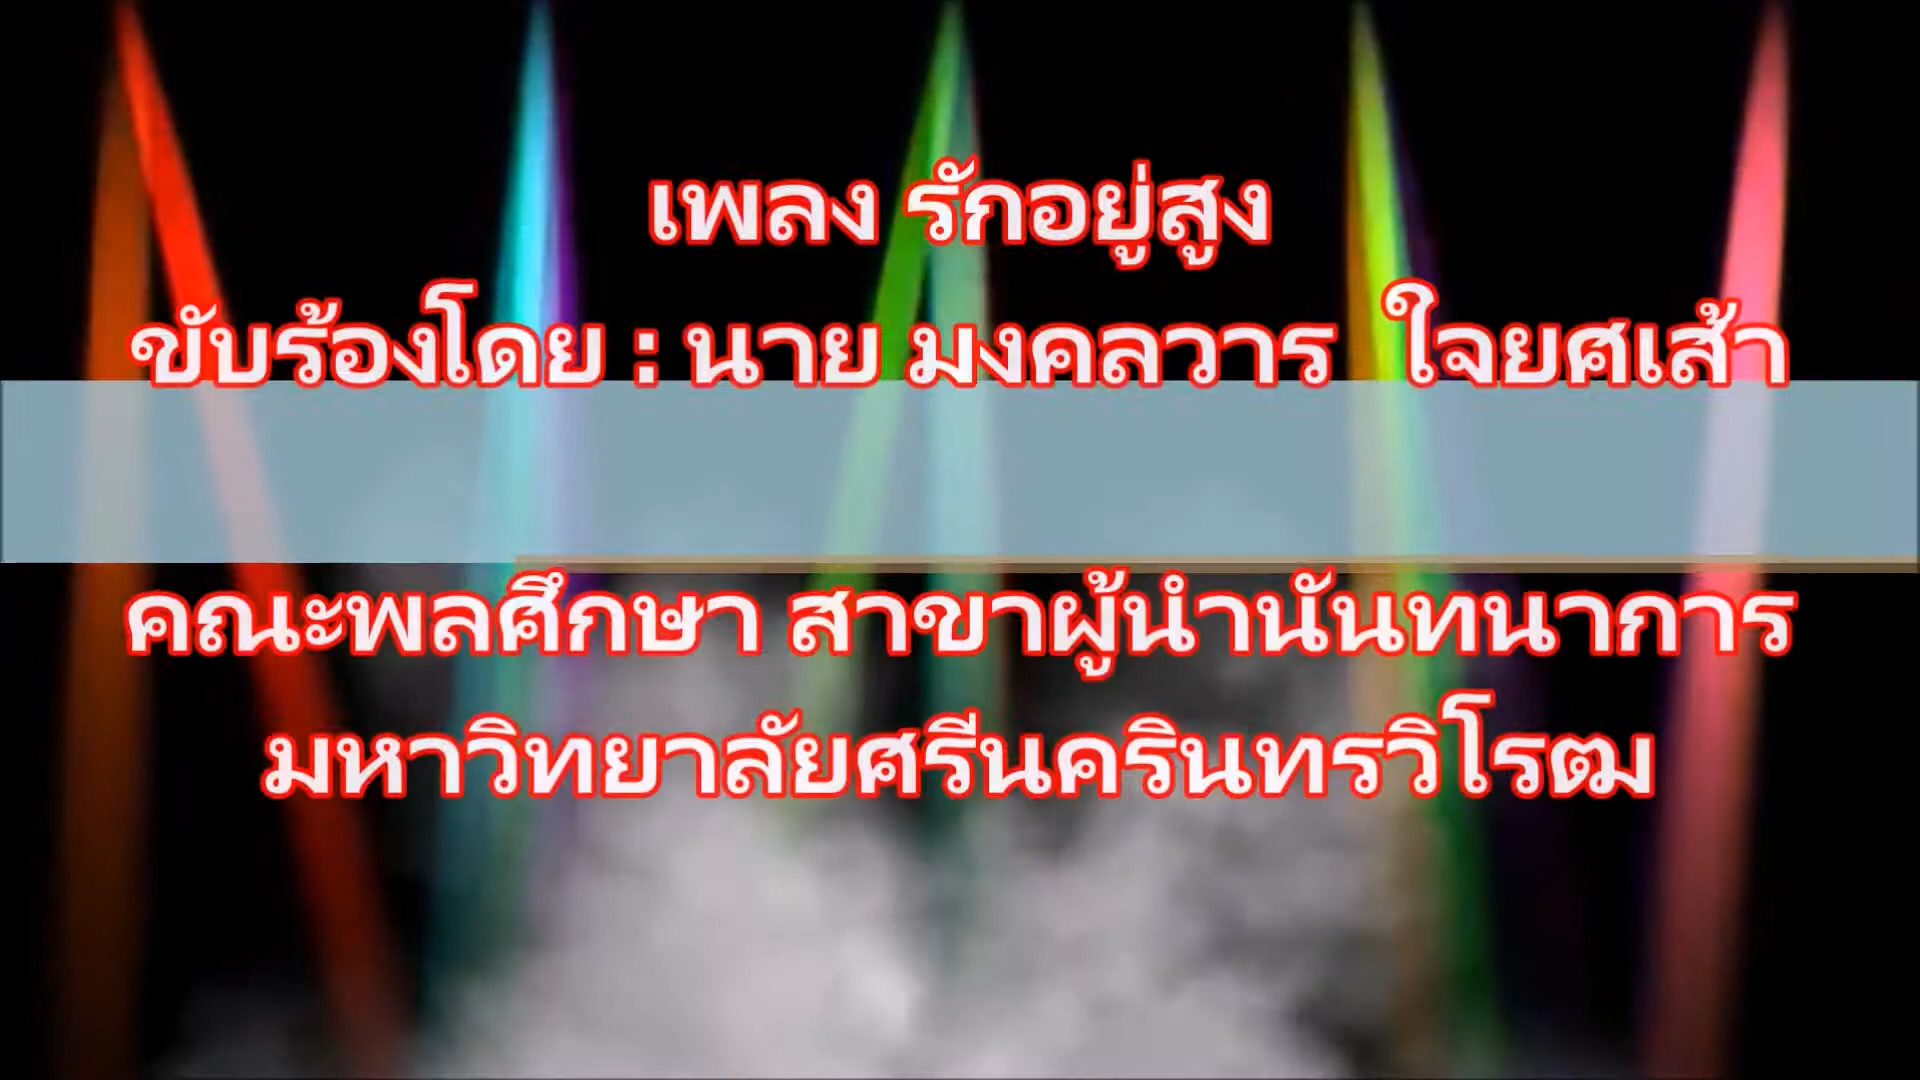 เพลง รักอยู่สูง
ขับร้องโดย : นาย มงคลวาร ใจยศเส้า
คณะพลศึกษา สาขาผู้นำนันทนาการ
มหาวิทยาลัยศรีนครินทรวิโรฒ